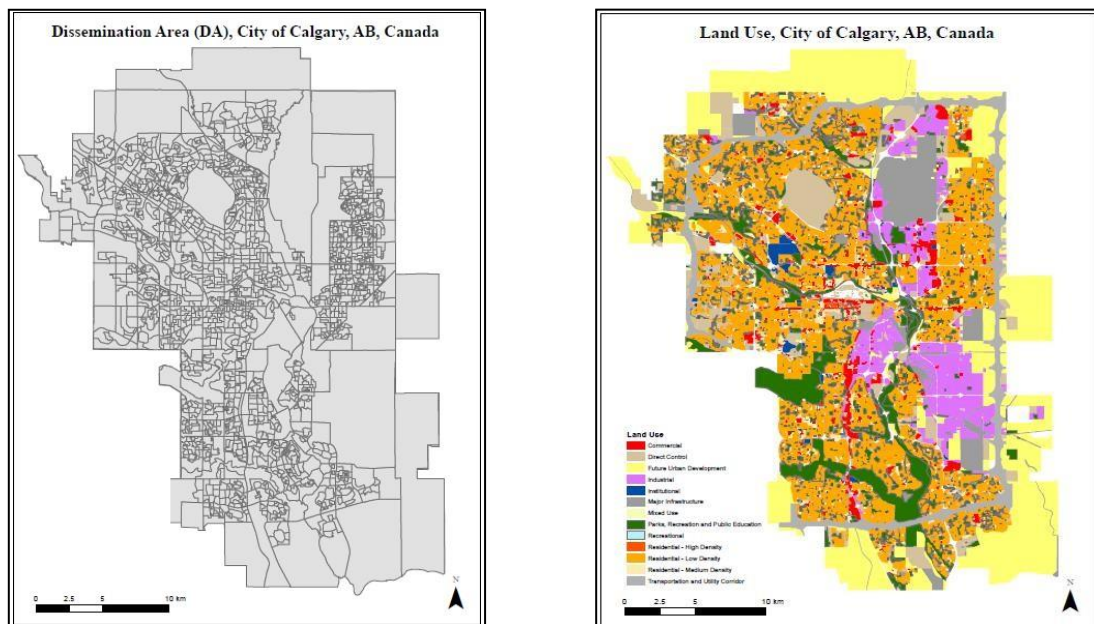 Dissemination Area (DA), City of Calgary, AB, Canada
N
0 2.5 5 10 km
Land Use, City of Calgary, AB, Canada
Land Use
Commercial
Direct Control
Future Urban Development
Industrial
Institutional
Major Infrastructure
Mixed Use
Parks, Recreation and Public Education
Recreational
Residential - High Density
Residential - Low Density
Residential - Medium Density
Transportation and Utility Corridor
N
0 2.5 5 10 km